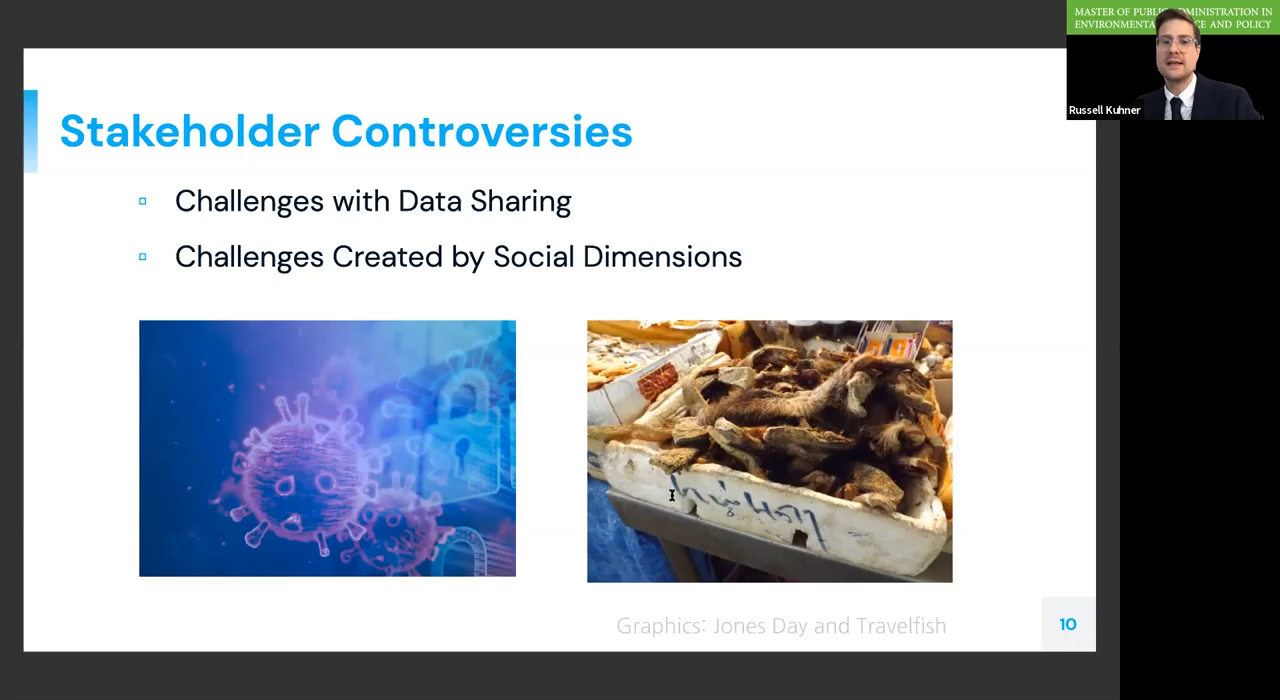 MASTER OF PUBLIC ADMINISTRATION IN
ENVIRONMENTAL SCIENCE AND POLICY
Russell Kuhner
Stakeholder Controversies
Challenges with Data Sharing
Challenges Created by Social Dimensions
Graphics: Jones Day and Travelfish
10